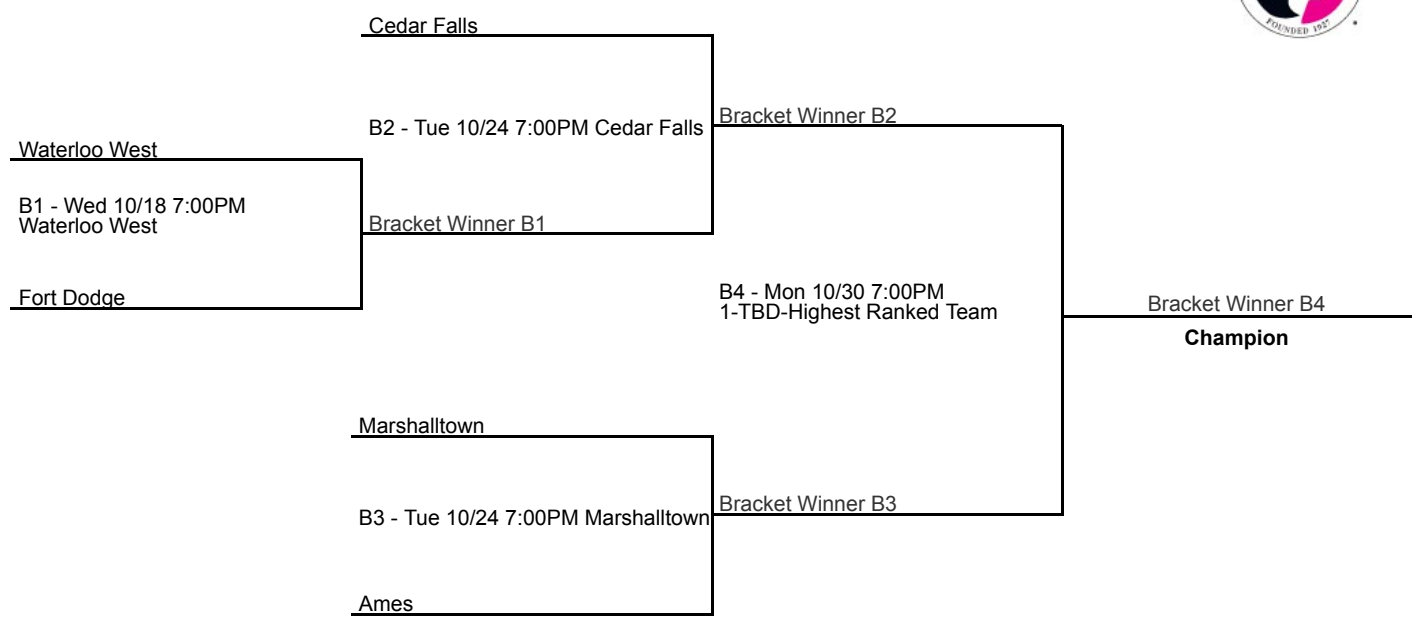 FOUNDED 1927
Cedar Falls
B2 - Tue 10/24 7:00PM Cedar Falls
Bracket Winner B2
Waterloo West
B1 - Wed 10/18 7:00PM
Waterloo West
Bracket Winner B1
Fort Dodge
B4 - Mon 10/30 7:00PM
1-TBD-Highest Ranked Team
Bracket Winner B4
Champion
Marshalltown
B3 - Tue 10/24 7:00PM Marshalltown
Bracket Winner B3
Ames